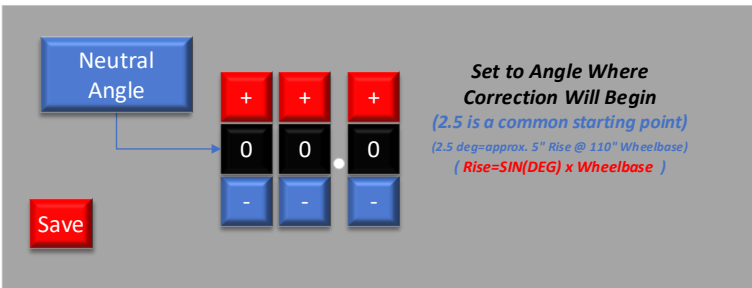 Neutral
Angle
+ + +
0 0 . 0
- - -
Save
Set to Angle Where
Correction Will Begin
(2.5 is a common starting point)
(2.5 deg=approx. 5" Rise @ 110" Wheelbase)
( Rise=SIN(DEG) x Wheelbase )